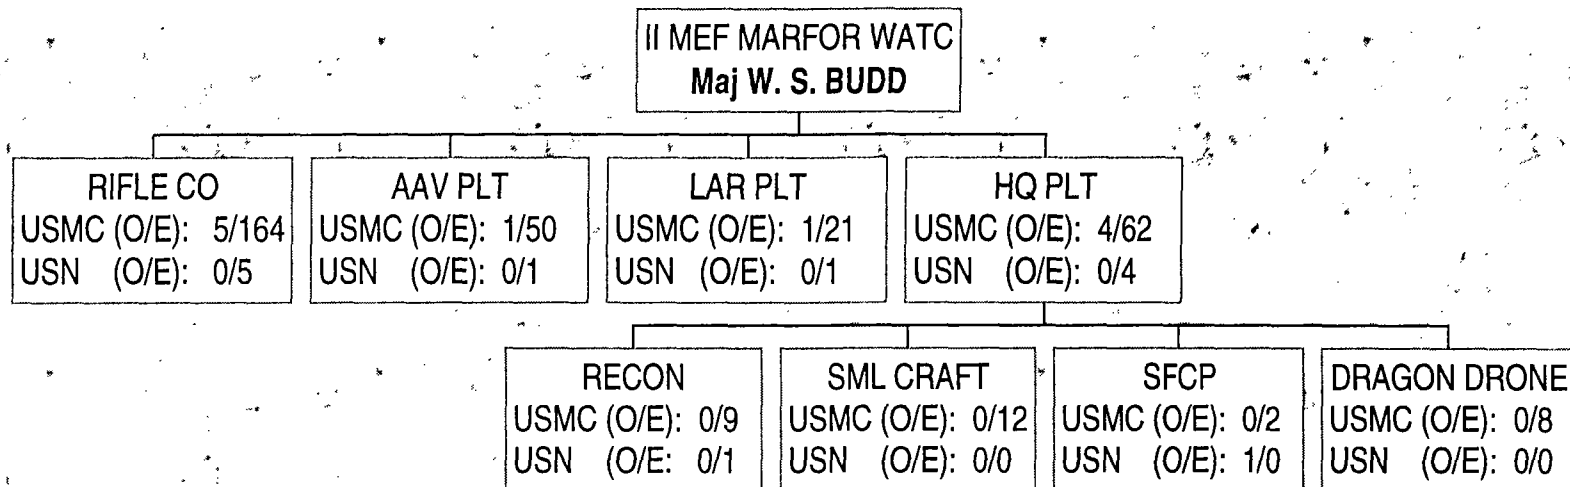 II MEF MARFOR WATC
Maj W. S. BUDD
RIFLE CO
USMC (O/E): 5/164
USN (O/E): 0/5
AAV PLT
USMC (O/E): 1/50
USN (O/E): 0/1
LAR PLT
USMC (O/E): 1/21
USN (O/E): 0/1
HQ PLT
USMC (O/E): 4/62
USN (O/E): 0/4
RECON
USMC (O/E): 0/9
USN (O/E: 0/1
SML CRAFT
USMC (O/E): 0/12
USN (O/E): 0/0
SFCP
USMC (O/E): 0/2
USN (O/E): 1/0
DRAGON DRONE
USMC (O/E): 0/8
USN (O/E): 0/0